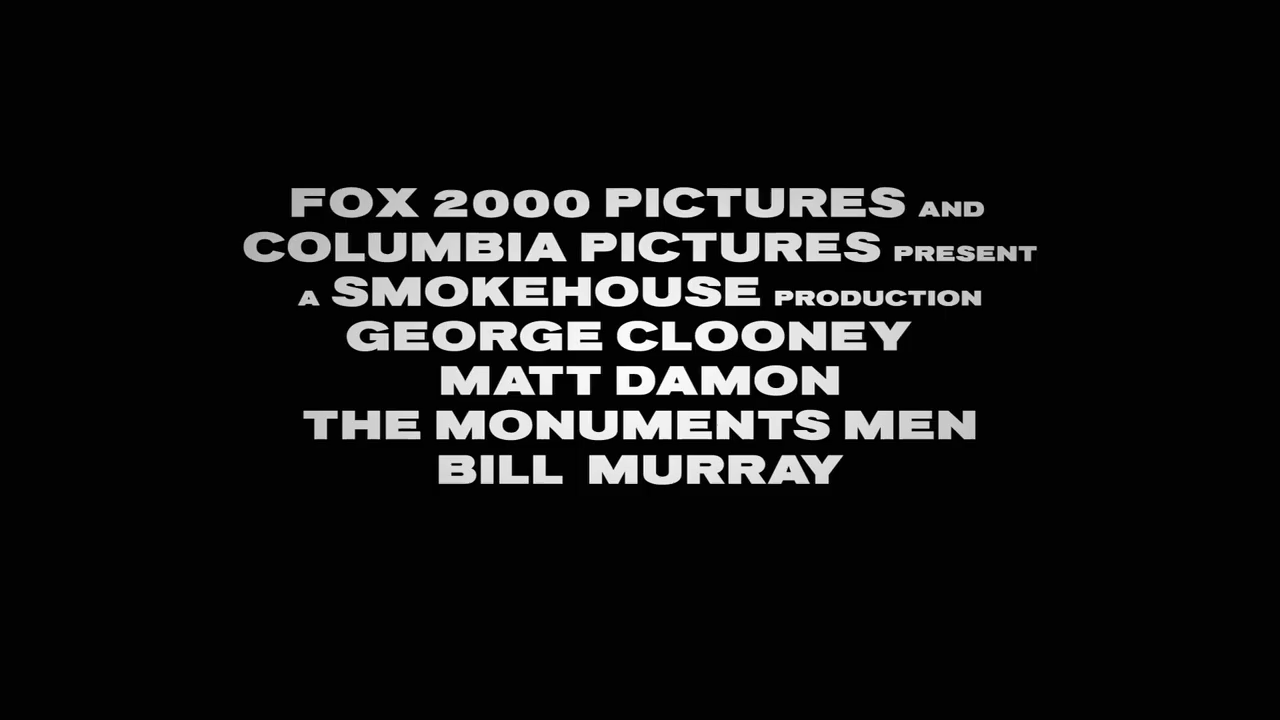 FOX 2000 PICTURES AND
COLUMBIA PICTURES PRESENT
A SMOKEHOUSE PRODUCTION
GEORGE CLOONEY
MATT DAMON
THE MONUMENTS MEN
BILL MURRAY